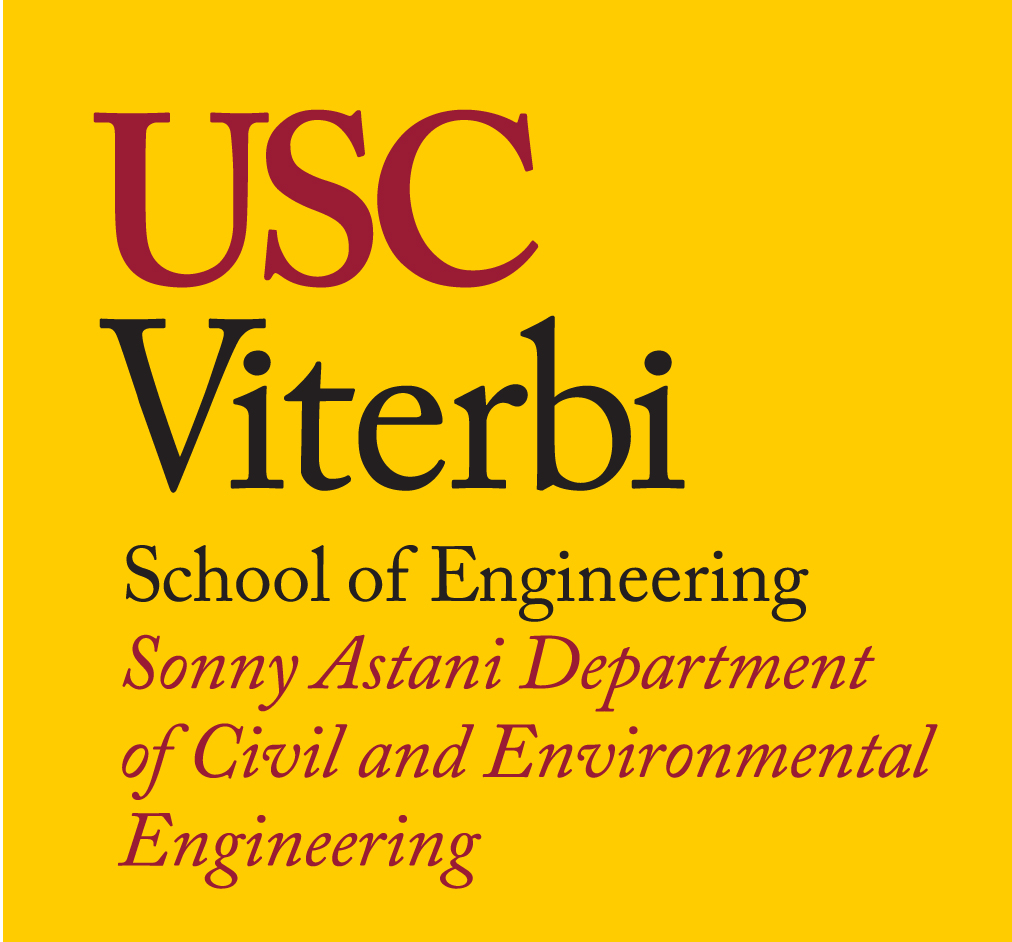 USC
Viterbi
School of Engineering
Sonny Astani Department
of Civil and Environmental
Engineering